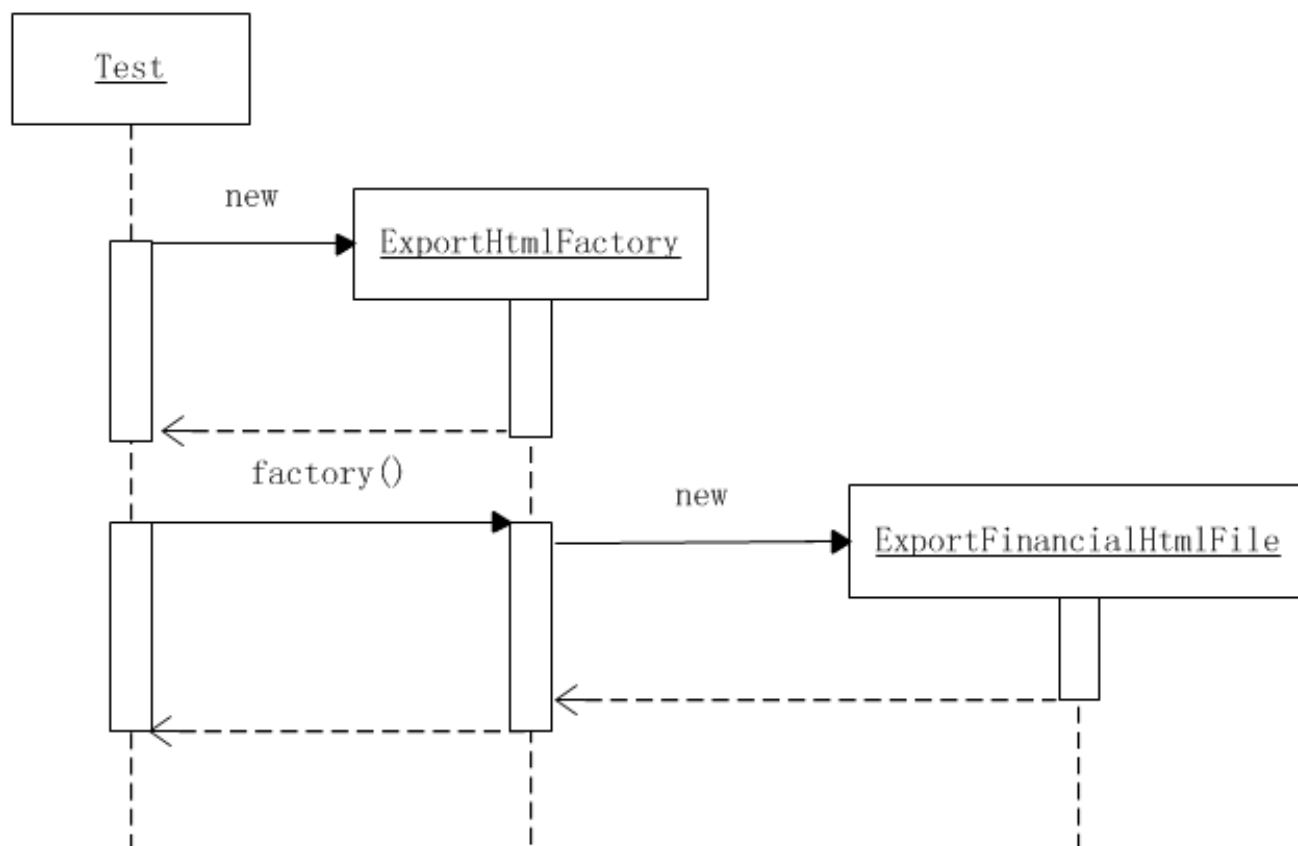 Test
new
ExportHtmlFactory
factory()
new
ExportFinancialHtmlFile